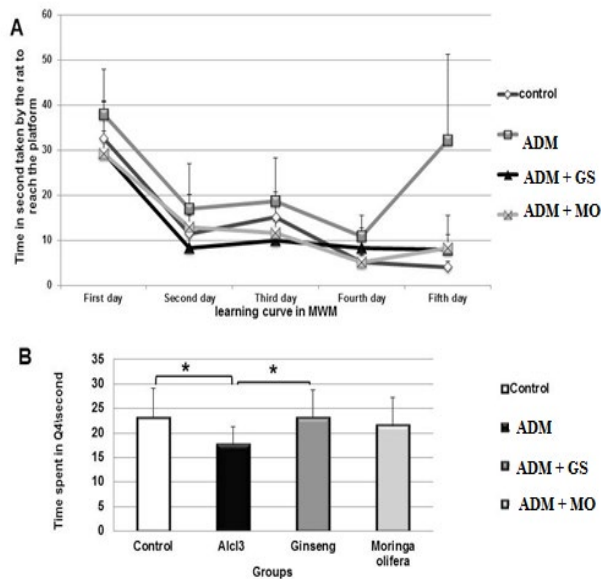 A
Time in second taken by the rat to
reach the platform
60
50
40
30
20
10
0
First day Second day Third day Fourth day Fifth day
learning curve in MWM
control
ADM
ADM + GS
ADM + MO
B
Time spent in Q4\second
35
30
25
20
15
10
5
0
* *
Control Alcl3 Ginseng Moringa
olifera
Groups
Control
ADM
ADM + GS
ADM + MO